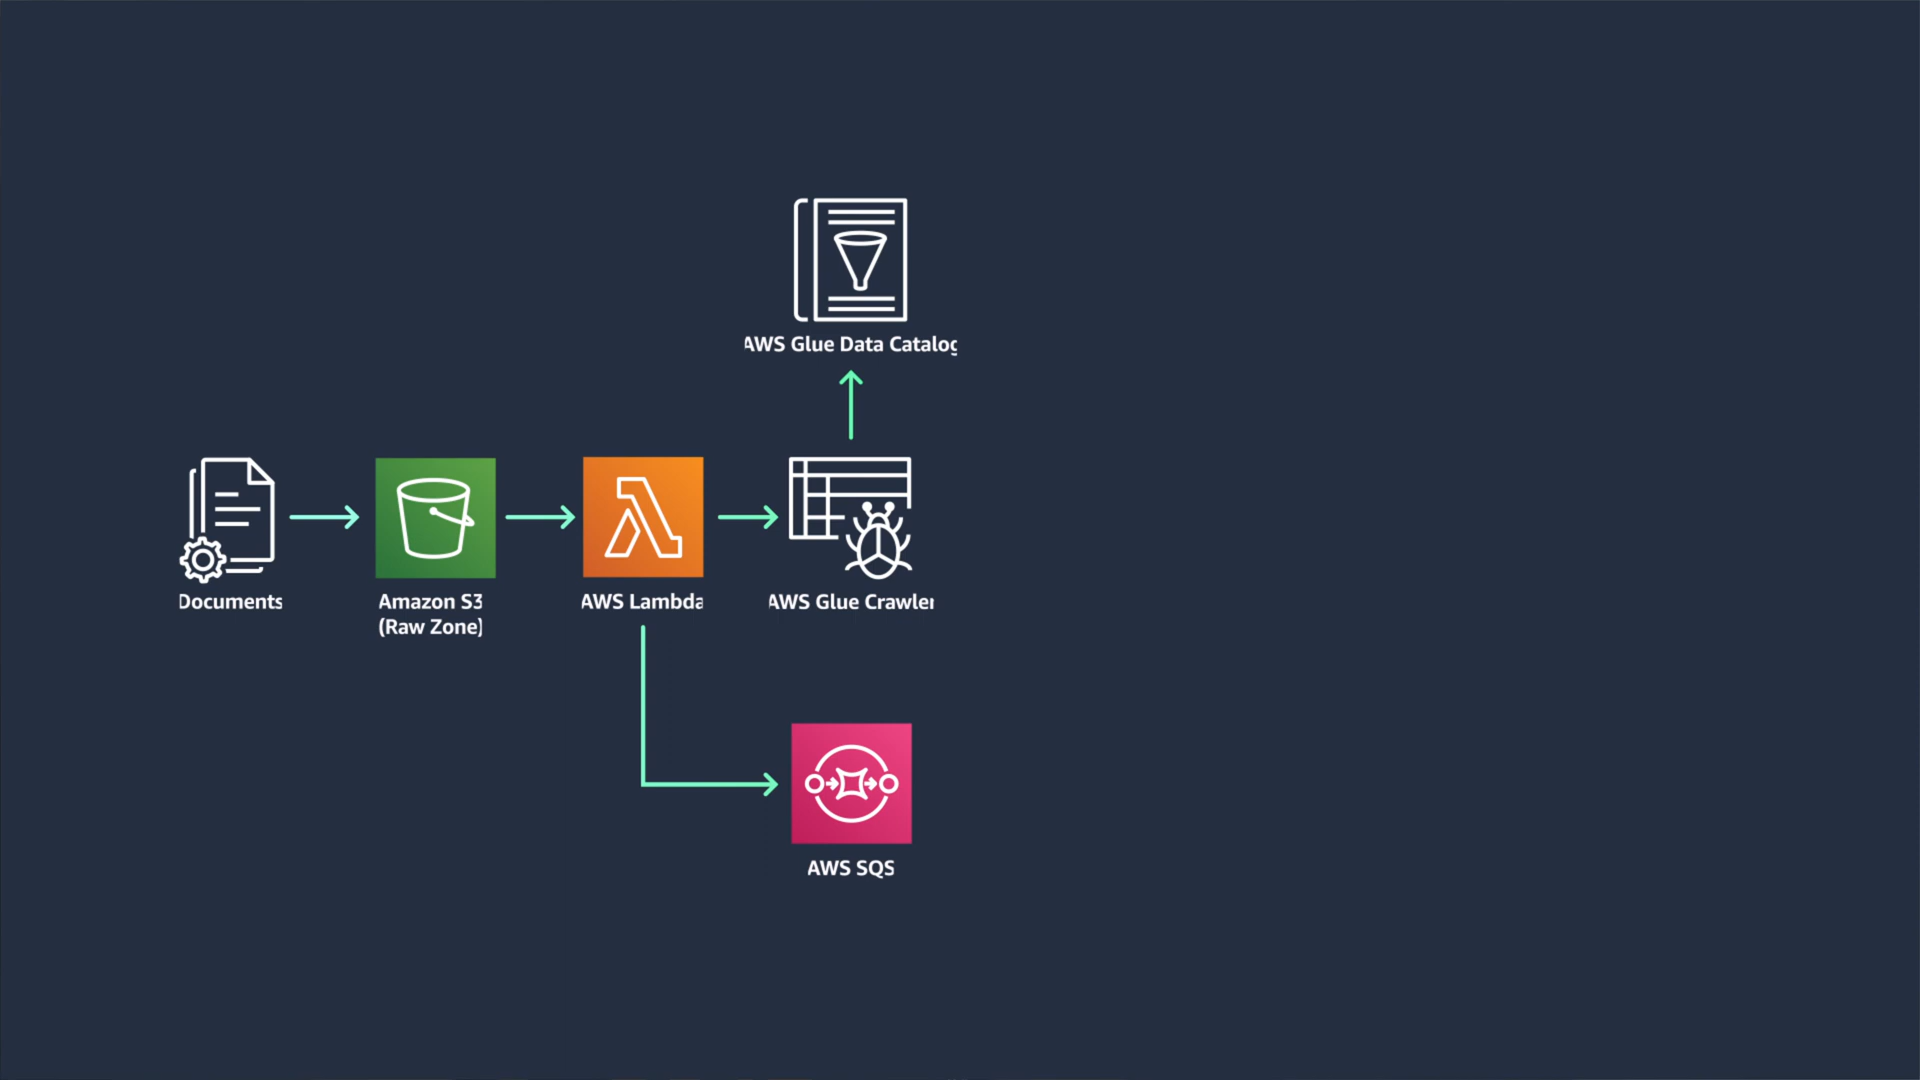 AWS Glue Data Catalog
Documents
Amazon S3
(Raw Zone)
AWS Lambda
AWS Glue Crawler
AWS SQS